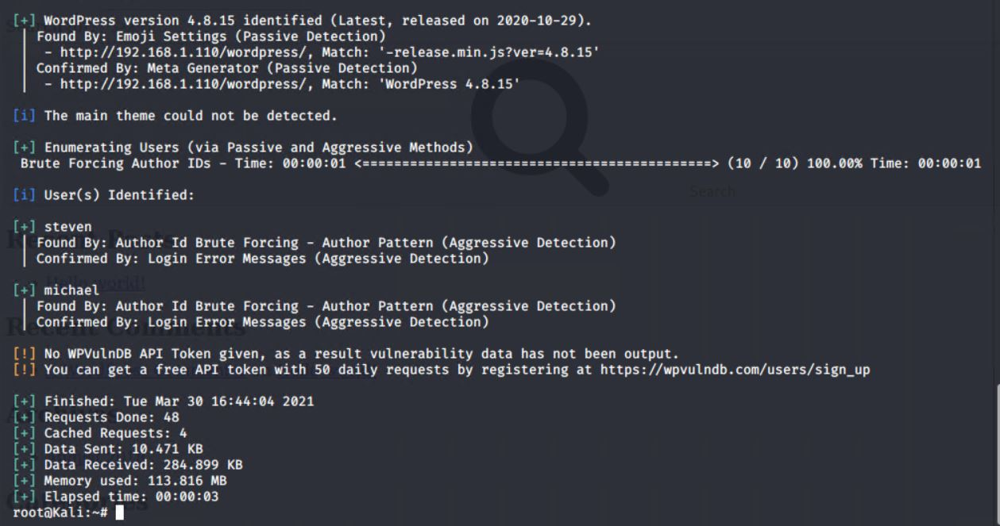 [+] WordPress version 4.8.15 identified (Latest, released on 2020-10-29).
| Found By: Emoji Settings (Passive Detection)
|  - http://192.168.1.110/wordpress/, Match: '-release.min.js?ver=4.8.15'
| Confirmed By: Meta Generator (Passive Detection)
|  - http://192.168.1.110/wordpress/, Match: 'WordPress 4.8.15'
[i] The main theme could not be detected.
[+] Enumerating Users (via Passive and Aggressive Methods)
Brute Forcing Author IDs - Time: 00:00:01 <============================================> (10 / 10) 100.00% Time: 00:00:01
Search
[i] User(s) Identified:
[+] steven
| Found By: Author Id Brute Forcing - Author Pattern (Aggressive Detection)
| Confirmed By: Login Error Messages (Aggressive Detection)
Hello world!
[+] michael
| Found By: Author Id Brute Forcing - Author Pattern (Aggressive Detection)
| Confirmed By: Login Error Messages (Aggressive Detection)
Recent Comments
[!] No WPVulnDB API Token given, as a result vulnerability data has not been output.
[!] You can get a free API token with 50 daily requests by registering at https://wpvulndb.com/users/sign_up
[+] Finished: Tue Mar 30 16:44:04 2021
[+] Requests Done: 48
[+] Cached Requests: 4
[+] Data Sent: 10.471 KB
[+] Data Received: 284.899 KB
[+] Memory used: 113.816 MB
[+] Elapsed time: 00:00:03
root@Kali:~#